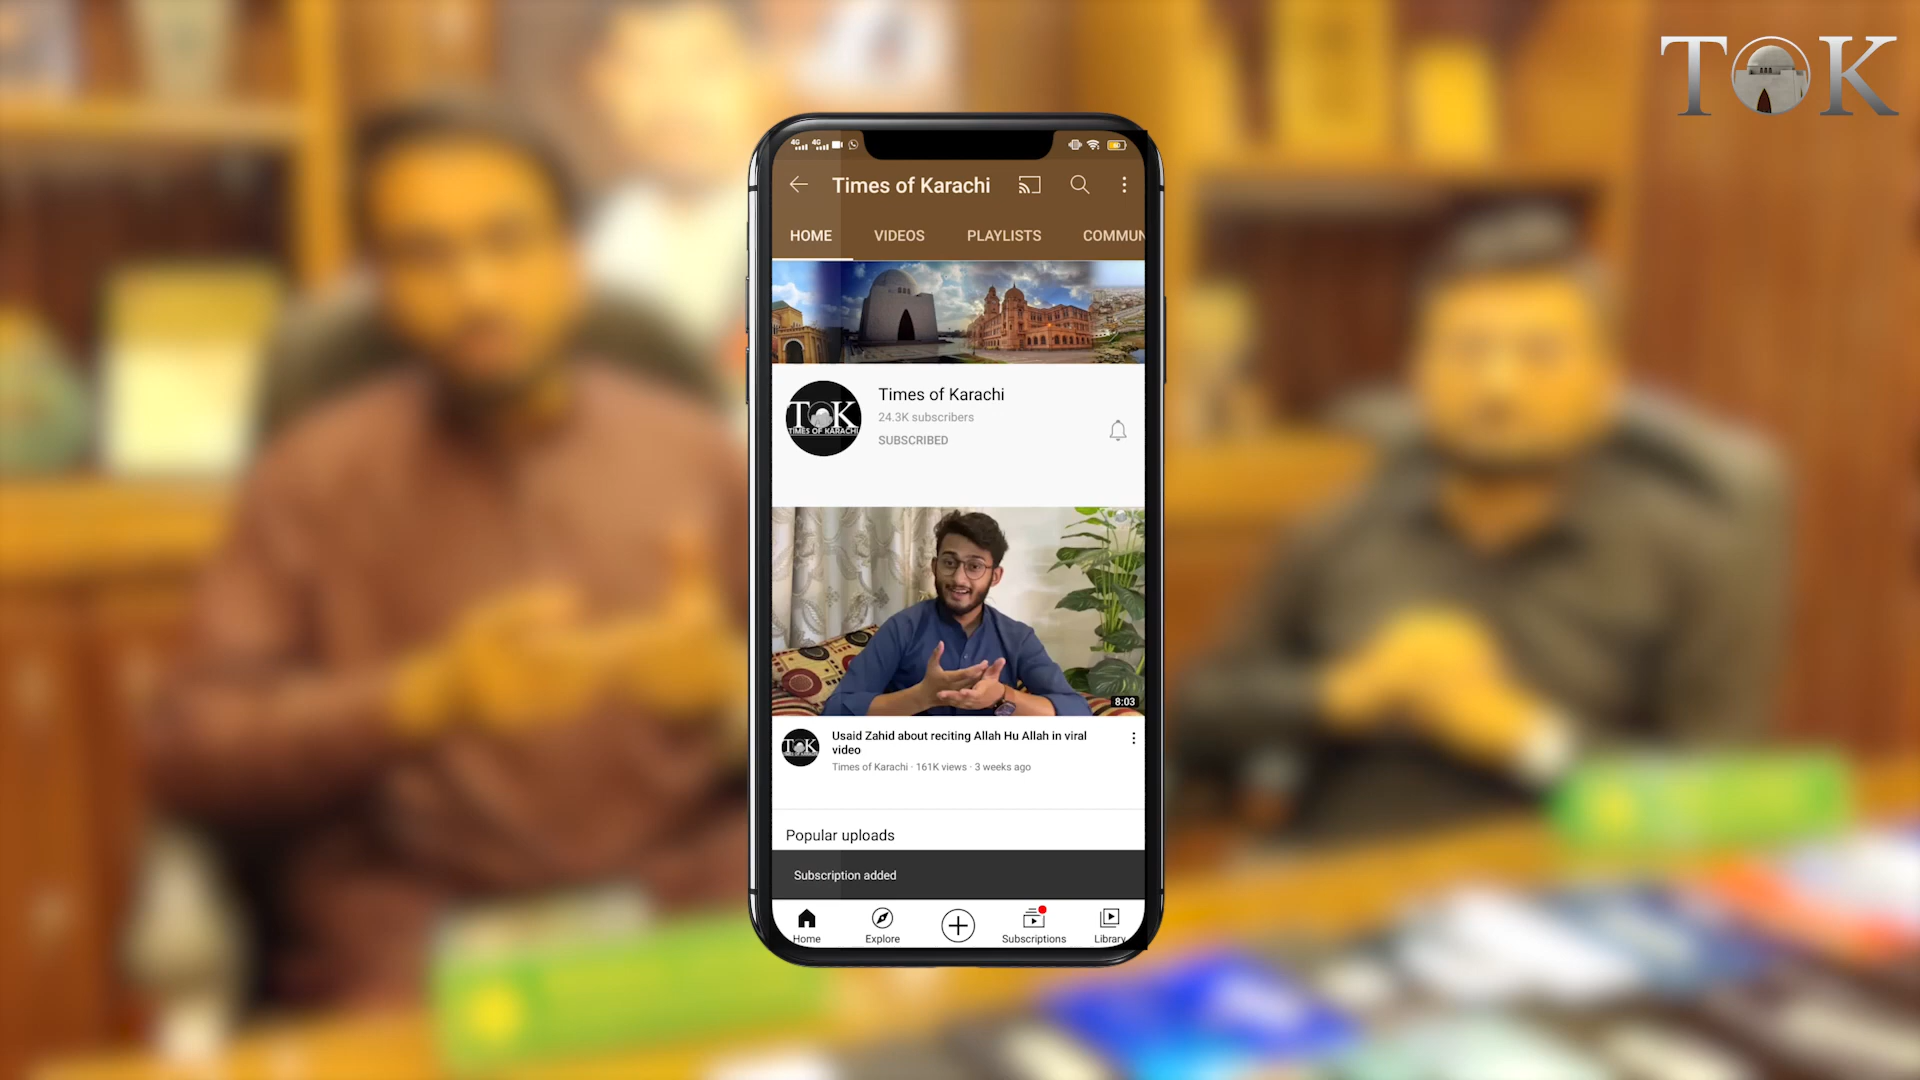 TOK
4G 4G
Times of Karachi
HOME VIDEOS PLAYLISTS COMMUN
TOK
TIMES OF KARACHI
Times of Karachi
24.3K subscribers
SUBSCRIBED
8:03
TOK
Usaid Zahid about reciting Allah Hu Allah in viral
video
Times of Karachi · 161K views · 3 weeks ago
Popular uploads
Subscription added
Home Explore Subscriptions Library